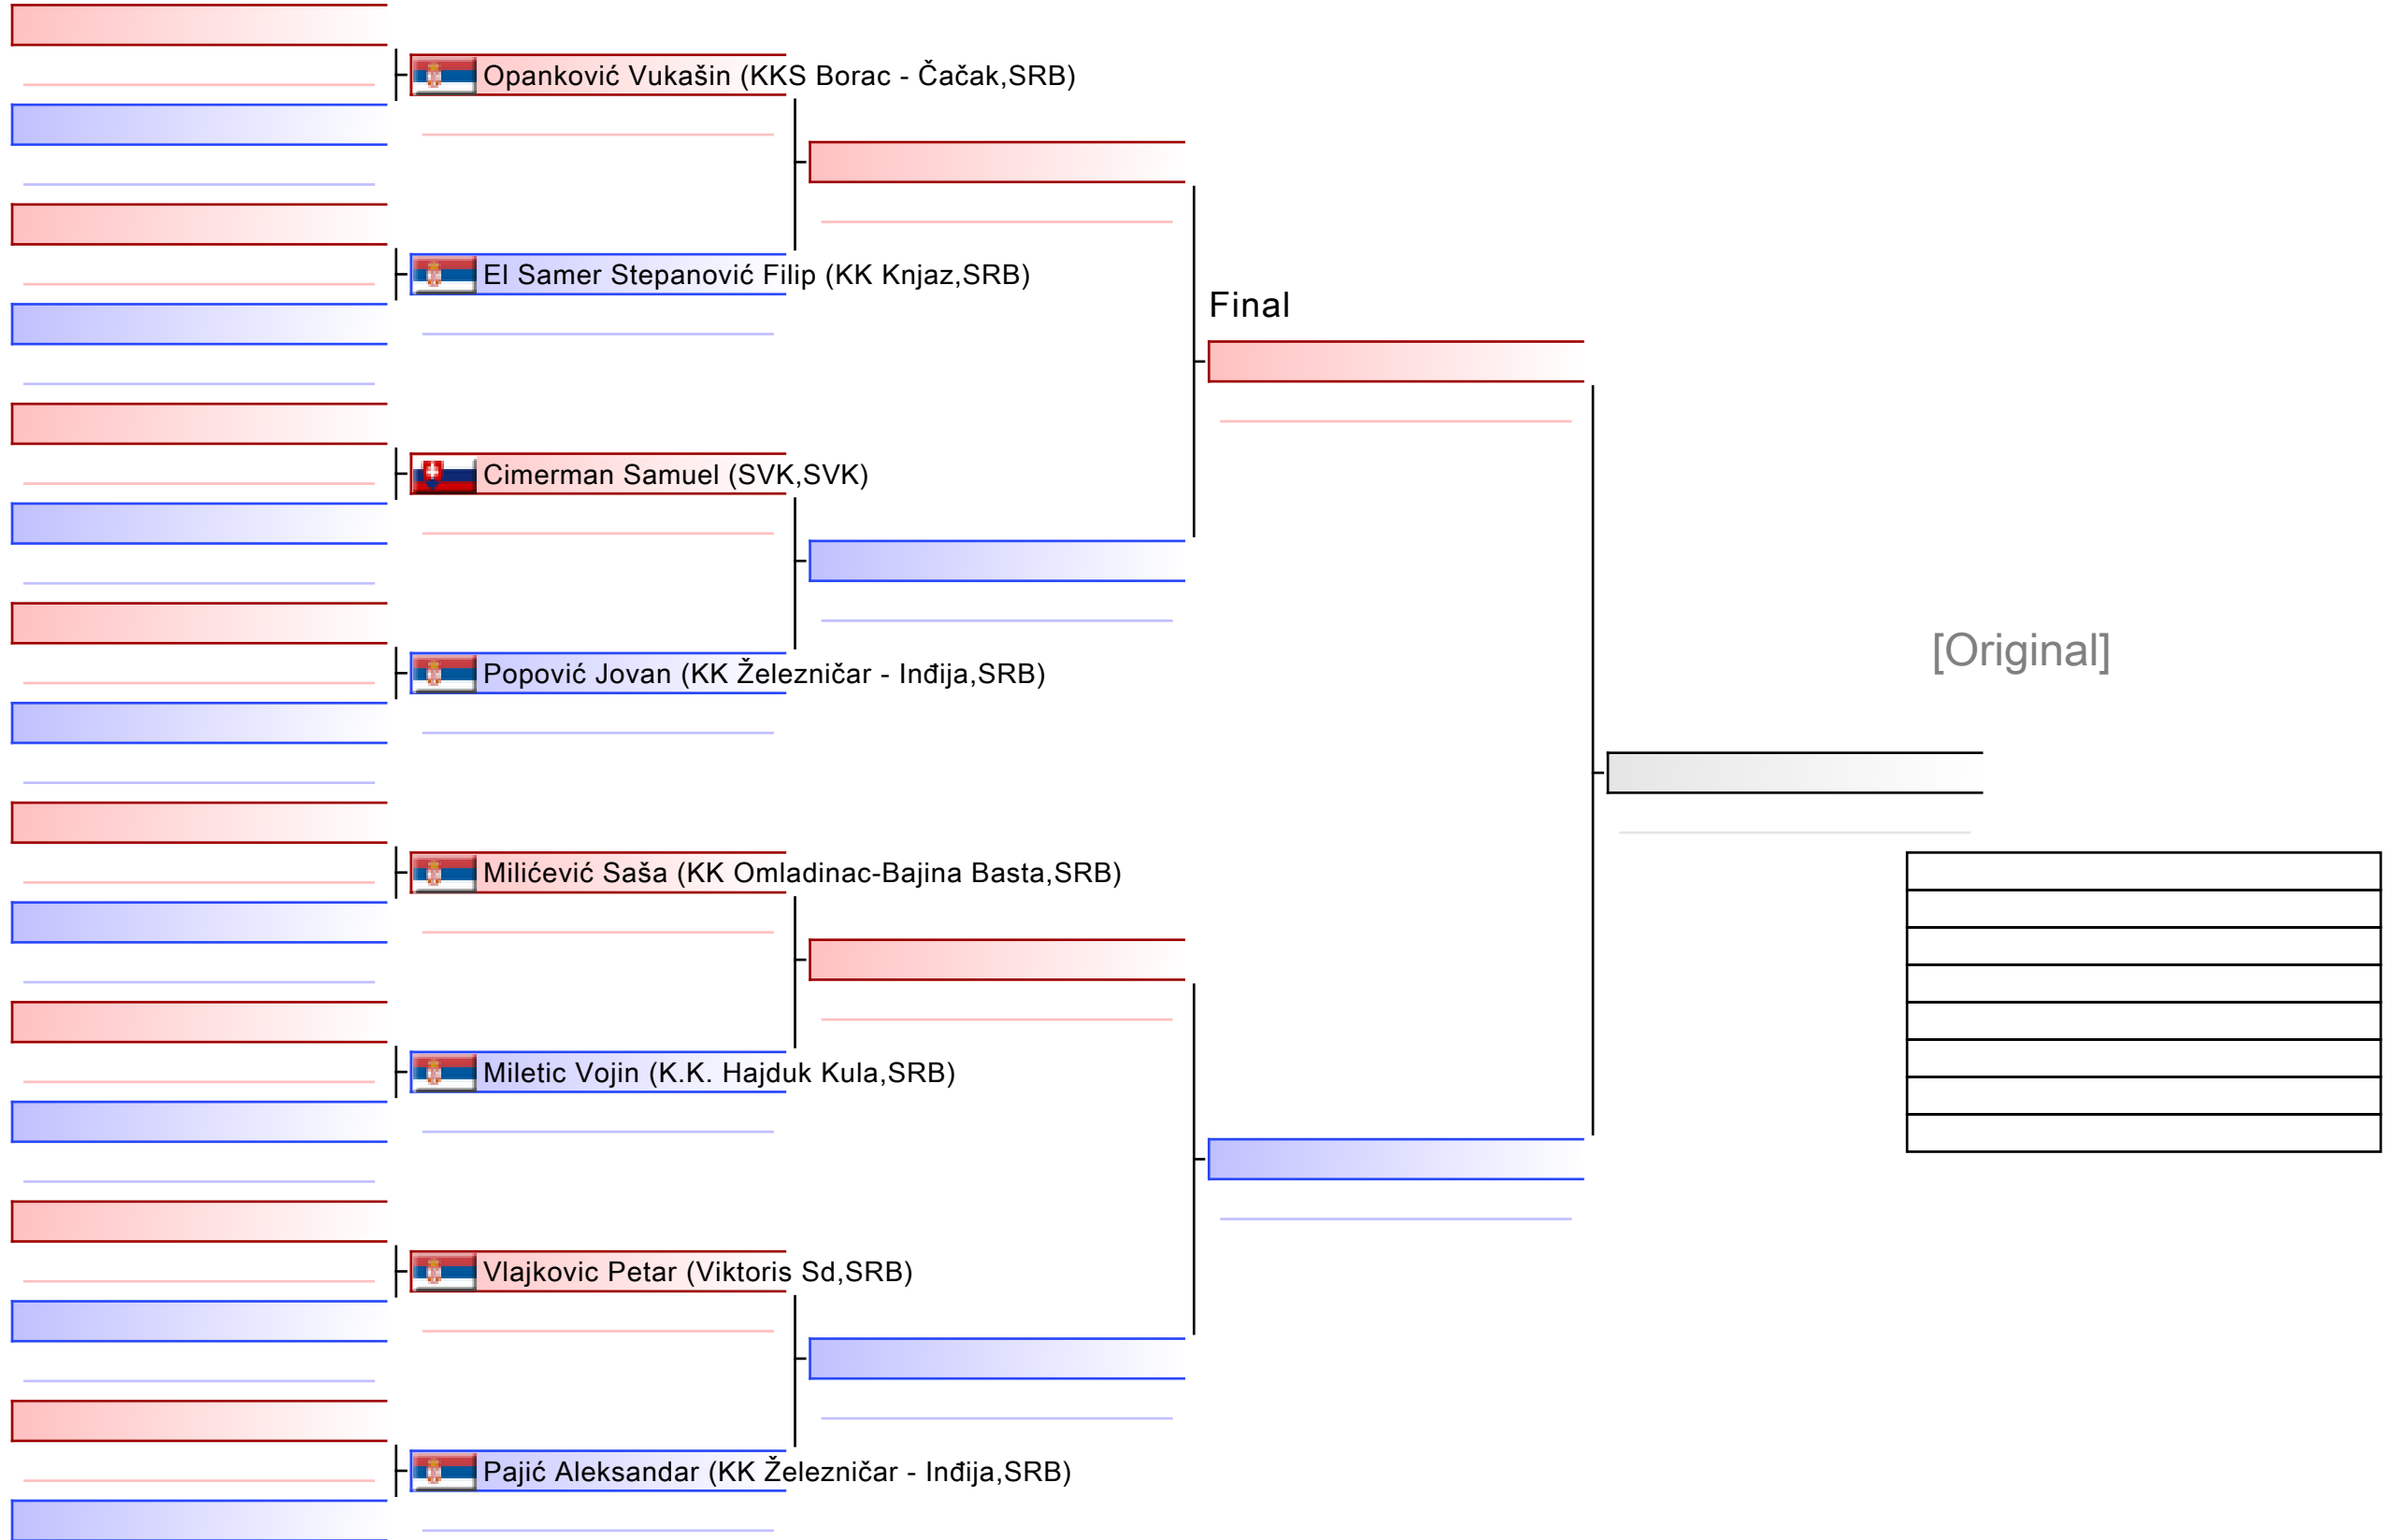 Opanković Vukašin (KKS Borac - Čačak,SRB)
El Samer Stepanović Filip (KK Knjaz,SRB)
Final
Cimerman Samuel (SVK,SVK)
[Original]
Popović Jovan (KK Železničar - Inđija,SRB)
Milićević Saša (KK Omladinac-Bajina Basta,SRB)
Miletic Vojin (K.K. Hajduk Kula,SRB)
Vlajkovic Petar (Viktoris Sd,SRB)
Pajić Aleksandar (KK Železničar - Inđija,SRB)